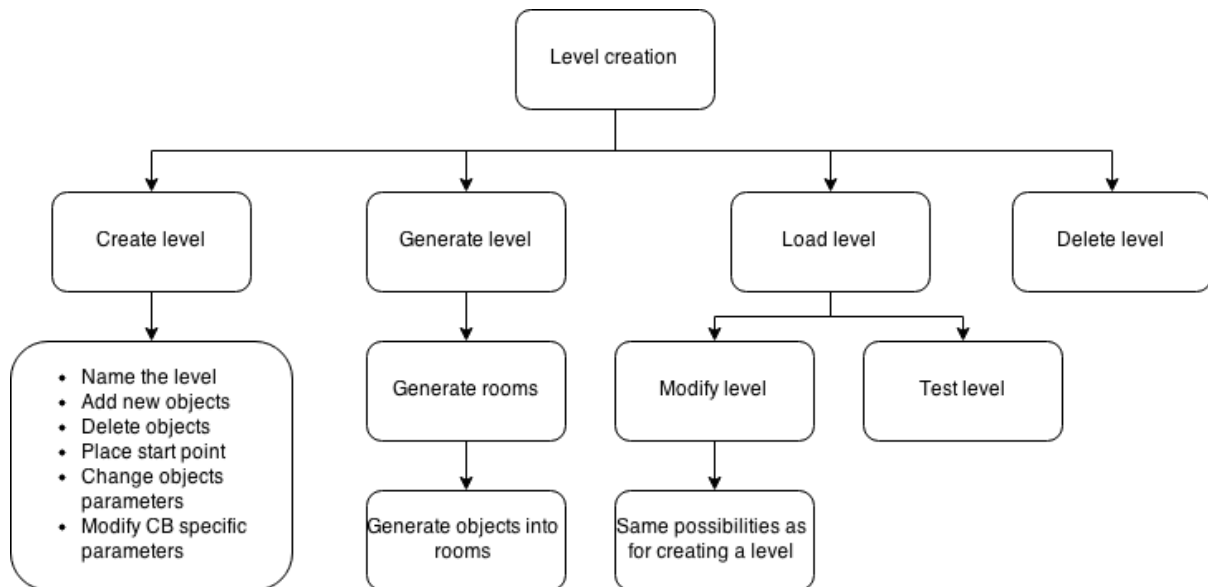 Level creation
Create level
Generate level
Load level
Delete level
• Name the level
• Add new objects
• Delete objects
• Place start point
• Change objects
parameters
• Modify CB specific
parameters
Generate rooms
Modify level
Test level
Generate objects into
rooms
Same possibilities as
for creating a level